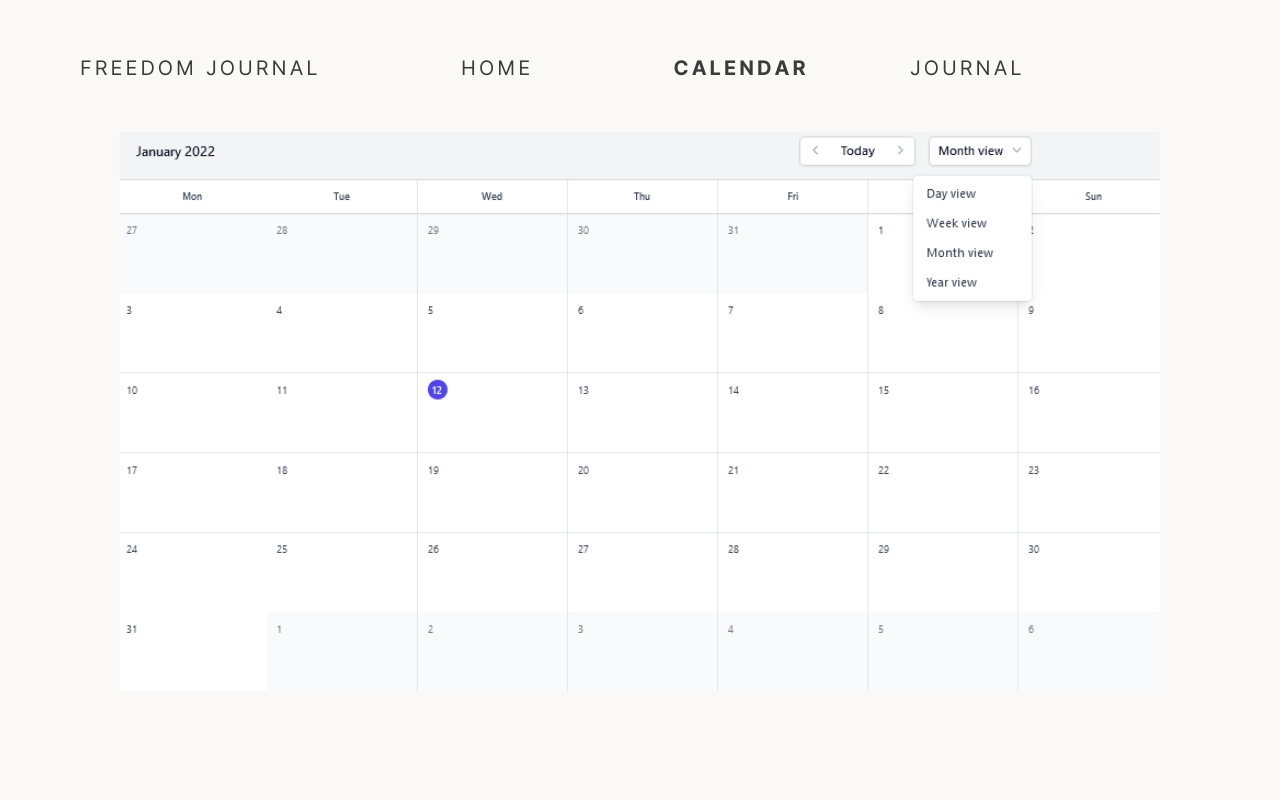 FREEDOM JOURNAL HOME CALENDAR JOURNAL
January 2022 Today Month view
Day view
Week view
Month view
Year view
Mon Tue Wed Thu Fri Sun
27 28 29 30 31 1 2
3 4 5 6 7 8 9
10 11 12 13 14 15 16
17 18 19 20 21 22 23
24 25 26 27 28 29 30
31 1 2 3 4 5 6